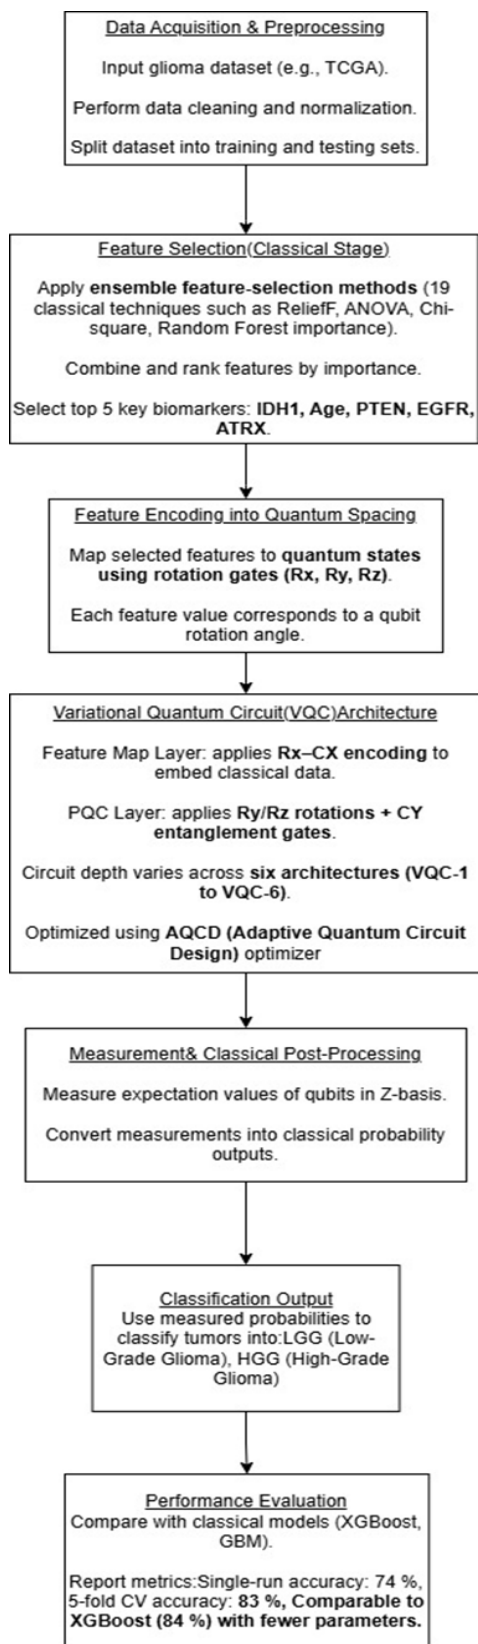 Data Acquisition & Preprocessing
Input glioma dataset (e.g., TCGA).
Perform data cleaning and normalization.
Split dataset into training and testing sets.
Feature Selection(Classical Stage)
Apply ensemble feature-selection methods (19
classical techniques such as ReliefF, ANOVA, Chi-
square, Random Forest importance).
Combine and rank features by importance.
Select top 5 key biomarkers: IDH1, Age, PTEN, EGFR,
ATRX.
Feature Encoding into Quantum Spacing
Map selected features to quantum states
using rotation gates (Rx, Ry, Rz).
Each feature value corresponds to a qubit
rotation angle.
Variational Quantum Circuit(VQC)Architecture
Feature Map Layer: applies Rx–CX encoding to
embed classical data.
PQC Layer: applies Ry/Rz rotations + CY
entanglement gates.
Circuit depth varies across six architectures (VQC-1
to VQC-6).
Optimized using AQCD (Adaptive Quantum Circuit
Design) optimizer
Measurement& Classical Post-Processing
Measure expectation values of qubits in Z-basis.
Convert measurements into classical probability
outputs.
Classification Output
Use measured probabilities to
classify tumors into:LGG (Low-
Grade Glioma), HGG (High-Grade
Glioma)
Performance Evaluation
Compare with classical models (XGBoost,
GBM).
Report metrics:Single-run accuracy: 74 %,
5-fold CV accuracy: 83 %, Comparable to
XGBoost (84 %) with fewer parameters.